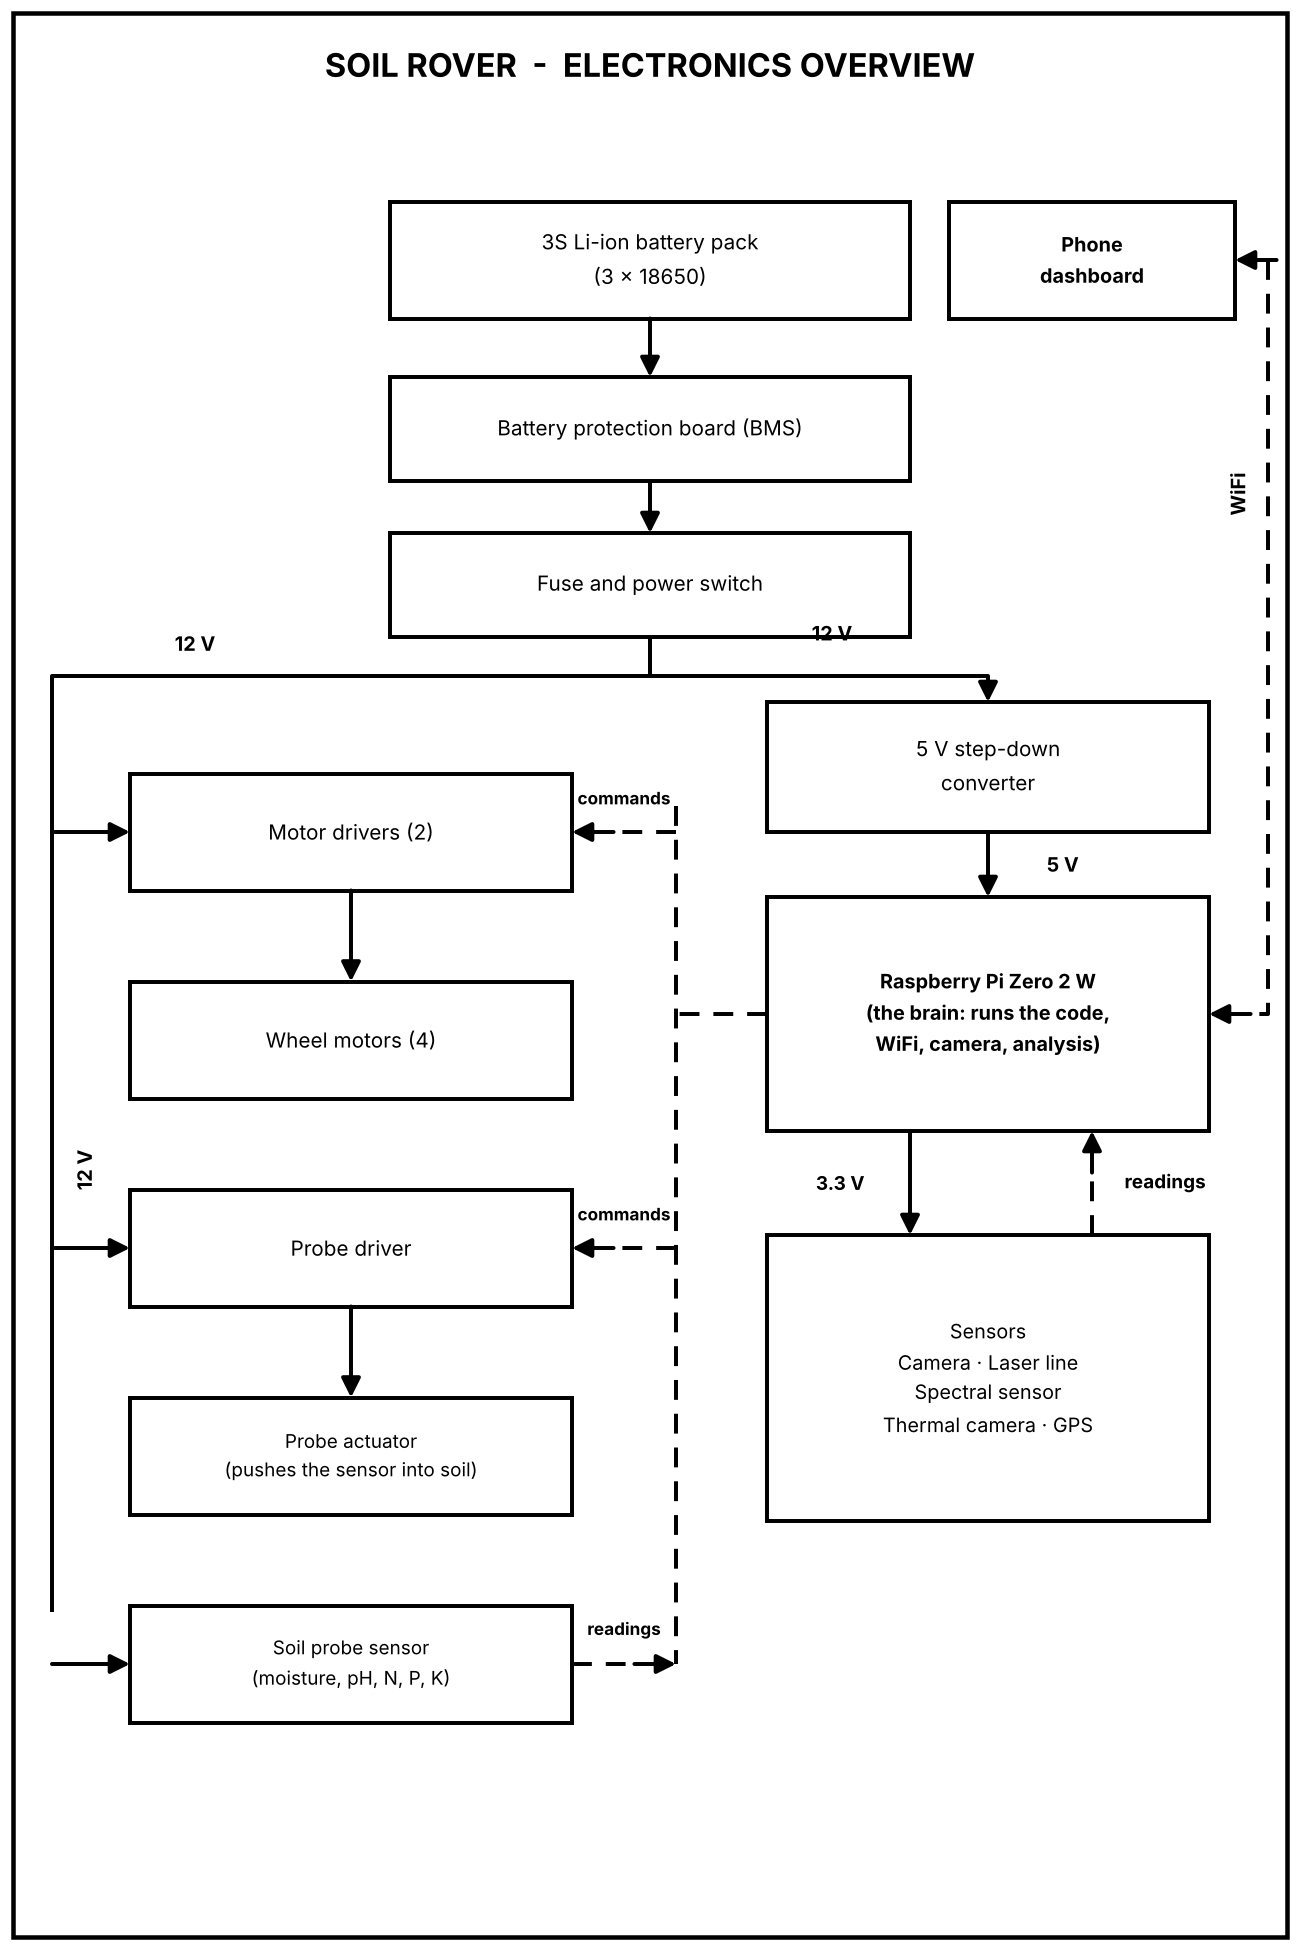 SOIL ROVER - ELECTRONICS OVERVIEW
3S Li-ion battery pack
(3 × 18650)
Phone
dashboard
Battery protection board (BMS)
WiFi
Fuse and power switch
12 V
12 V
5 V step-down
converter
commands
Motor drivers (2)
5 V
Raspberry Pi Zero 2 W
(the brain: runs the code,
WiFi, camera, analysis)
Wheel motors (4)
12 V
3.3 V
readings
commands
Probe driver
Sensors
Camera · Laser line
Spectral sensor
Thermal camera · GPS
Probe actuator
(pushes the sensor into soil)
readings
Soil probe sensor
(moisture, pH, N, P, K)